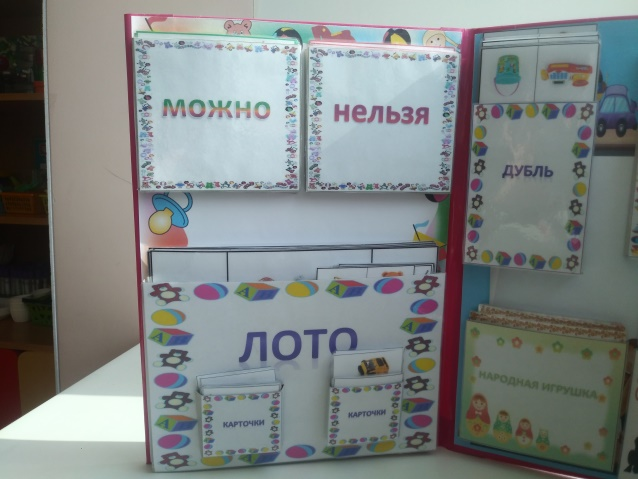 можно
нельзя
ДУБЛЬ
ЛОТО
КАРТОЧКИ
КАРТОЧКИ
НАРОДНАЯ ИГРУШКА